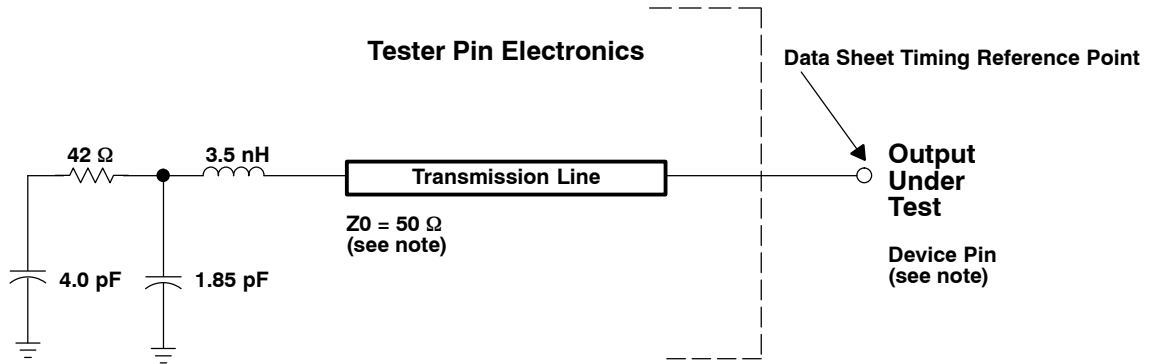 Tester Pin Electronics
Data Sheet Timing Reference Point
42 Ω
3.5 nH
Transmission Line
Output
Under
Test
Z0 = 50 Ω
(see note)
Device Pin
(see note)
4.0 pF
1.85 pF